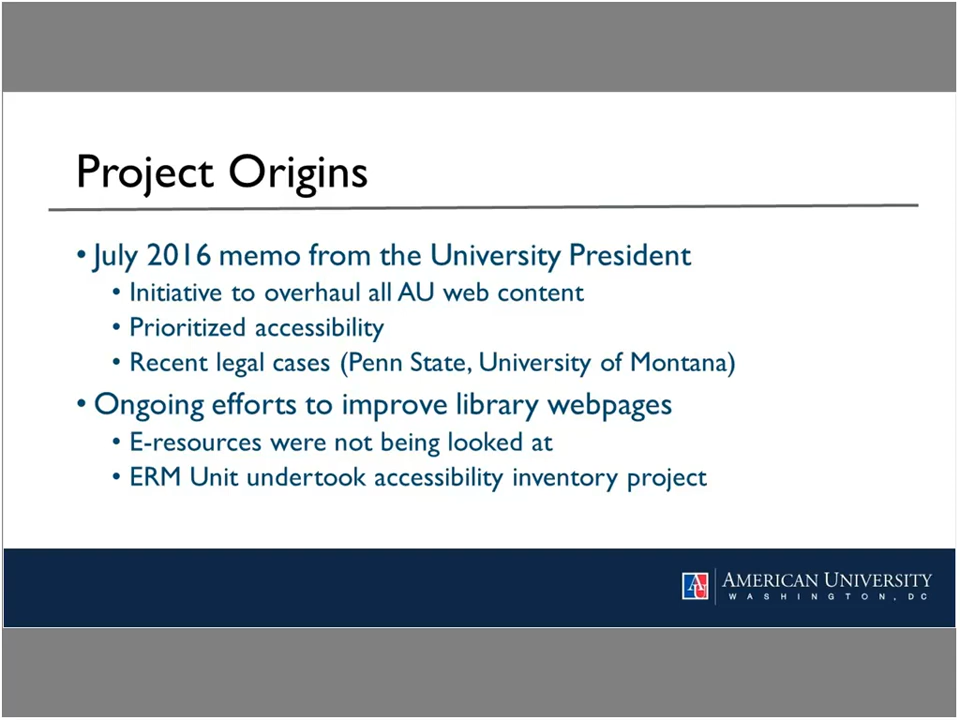 Project Origins
• July 2016 memo from the University President
• Initiative to overhaul all AU web content
• Prioritized accessibility
• Recent legal cases (Penn State, University of Montana)
• Ongoing efforts to improve library webpages
• E-resources were not being looked at
• ERM Unit undertook accessibility inventory project
AU
AMERICAN UNIVERSITY
WASHINGTON, DC